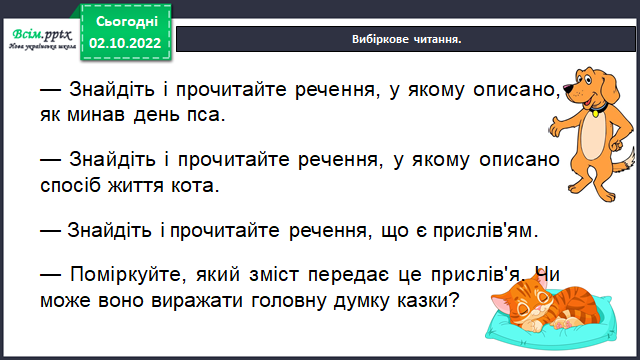 Всім.pptx
Нова українська школа
Сьогодні
02.10.2022
Вибіркове читання.
— Знайдіть і прочитайте речення, у якому описано,
як минав день пса.
— Знайдіть і прочитайте речення, у якому описано
спосіб життя кота.
— Знайдіть і прочитайте речення, що є прислів'ям.
— Поміркуйте, який зміст передає це прислів'я. Чи
може воно виражати головну думку казки?